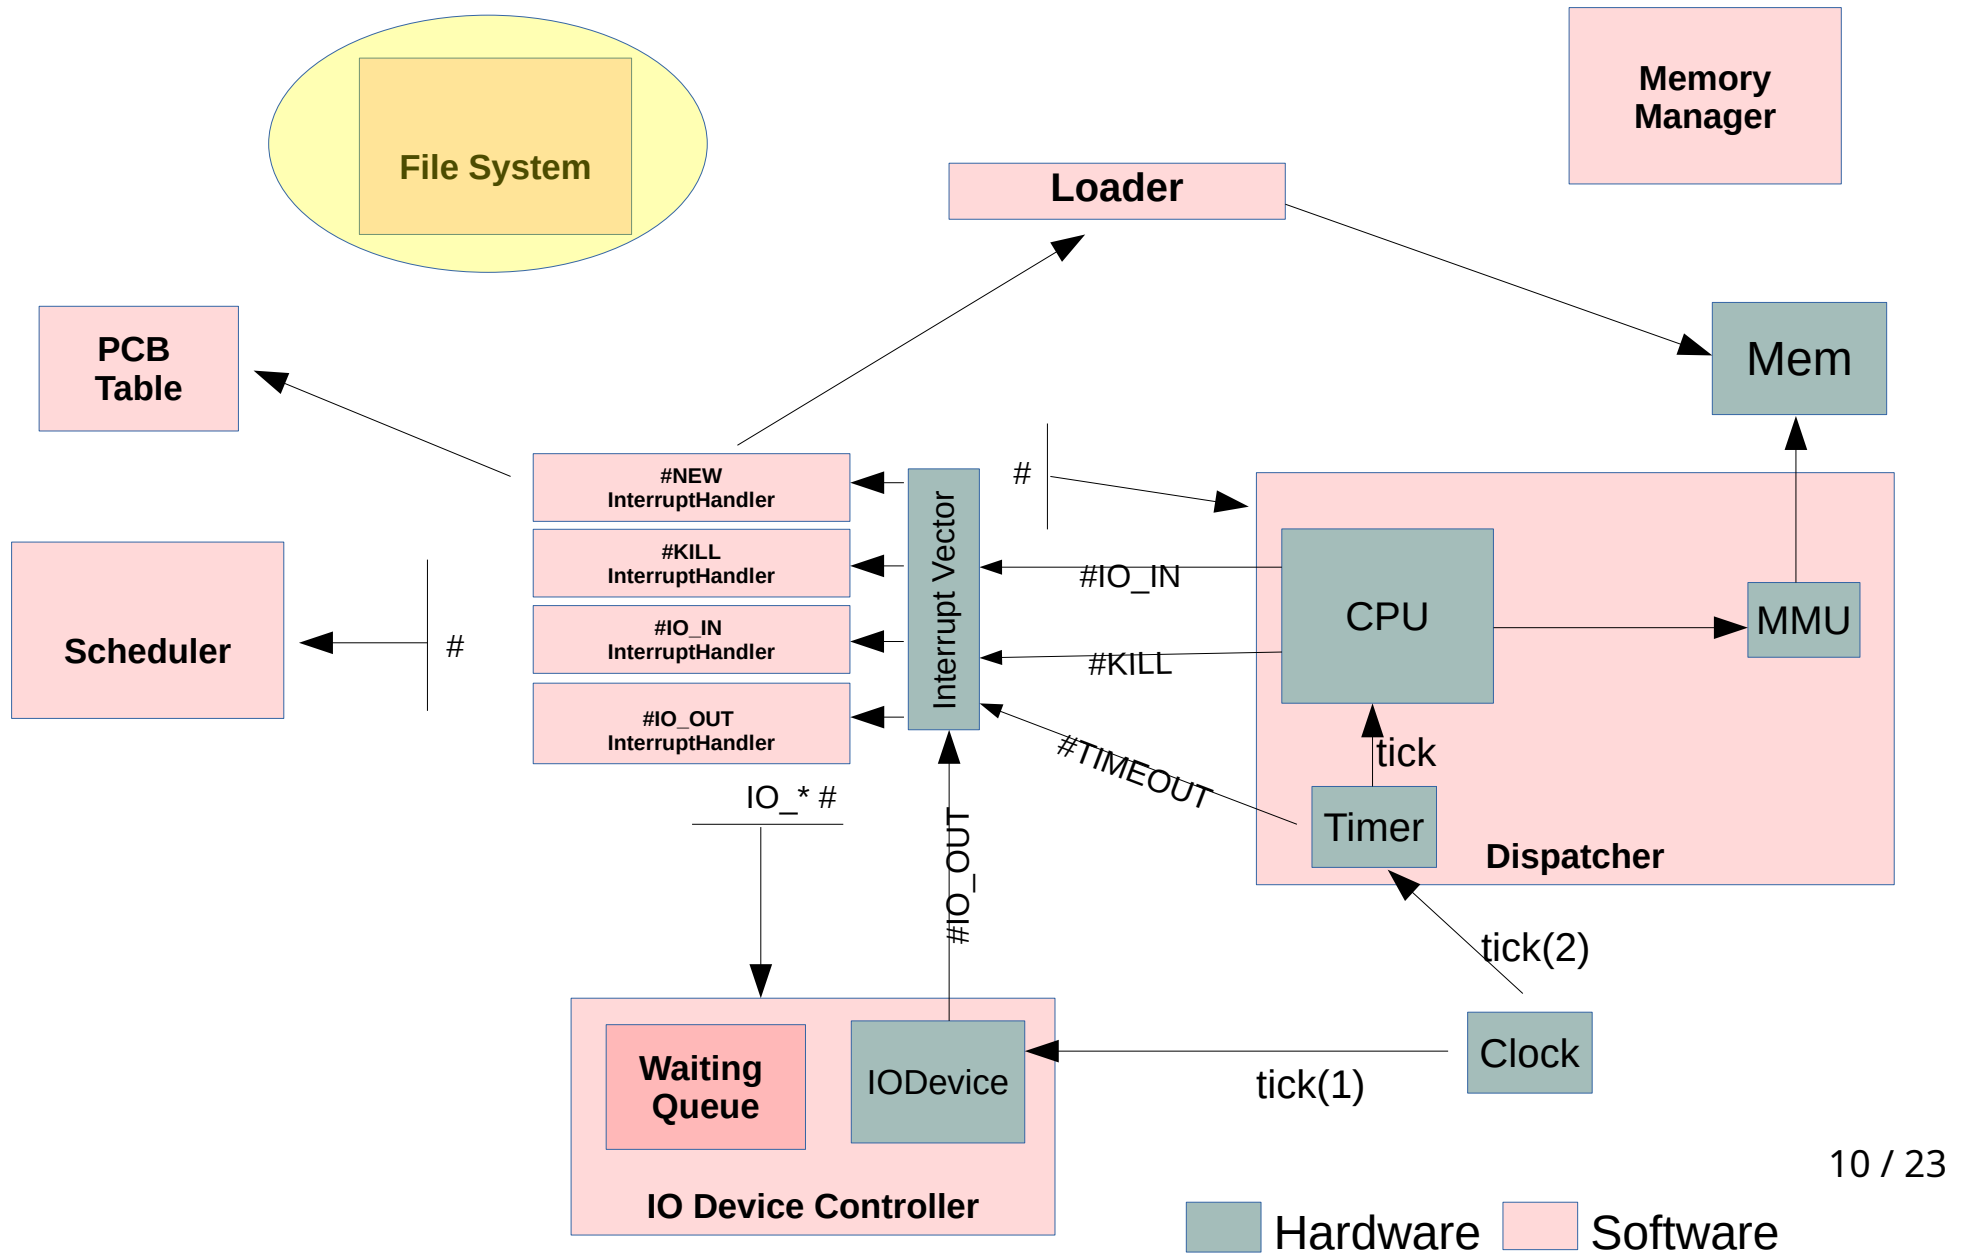 File System
Memory
Manager
Loader
PCB
Table
Mem
#NEW
InterruptHandler
#KILL
InterruptHandler
#IO_IN
InterruptHandler
#IO_OUT
InterruptHandler
Interrupt Vector
#
#IO_IN
#KILL
#TIMEOUT
CPU
MMU
tick
Timer
Dispatcher
Scheduler
#
IO_* #
#IO_OUT
tick(2)
Waiting
Queue
IODevice
Clock
tick(1)
IO Device Controller
10 / 23
Hardware
Software